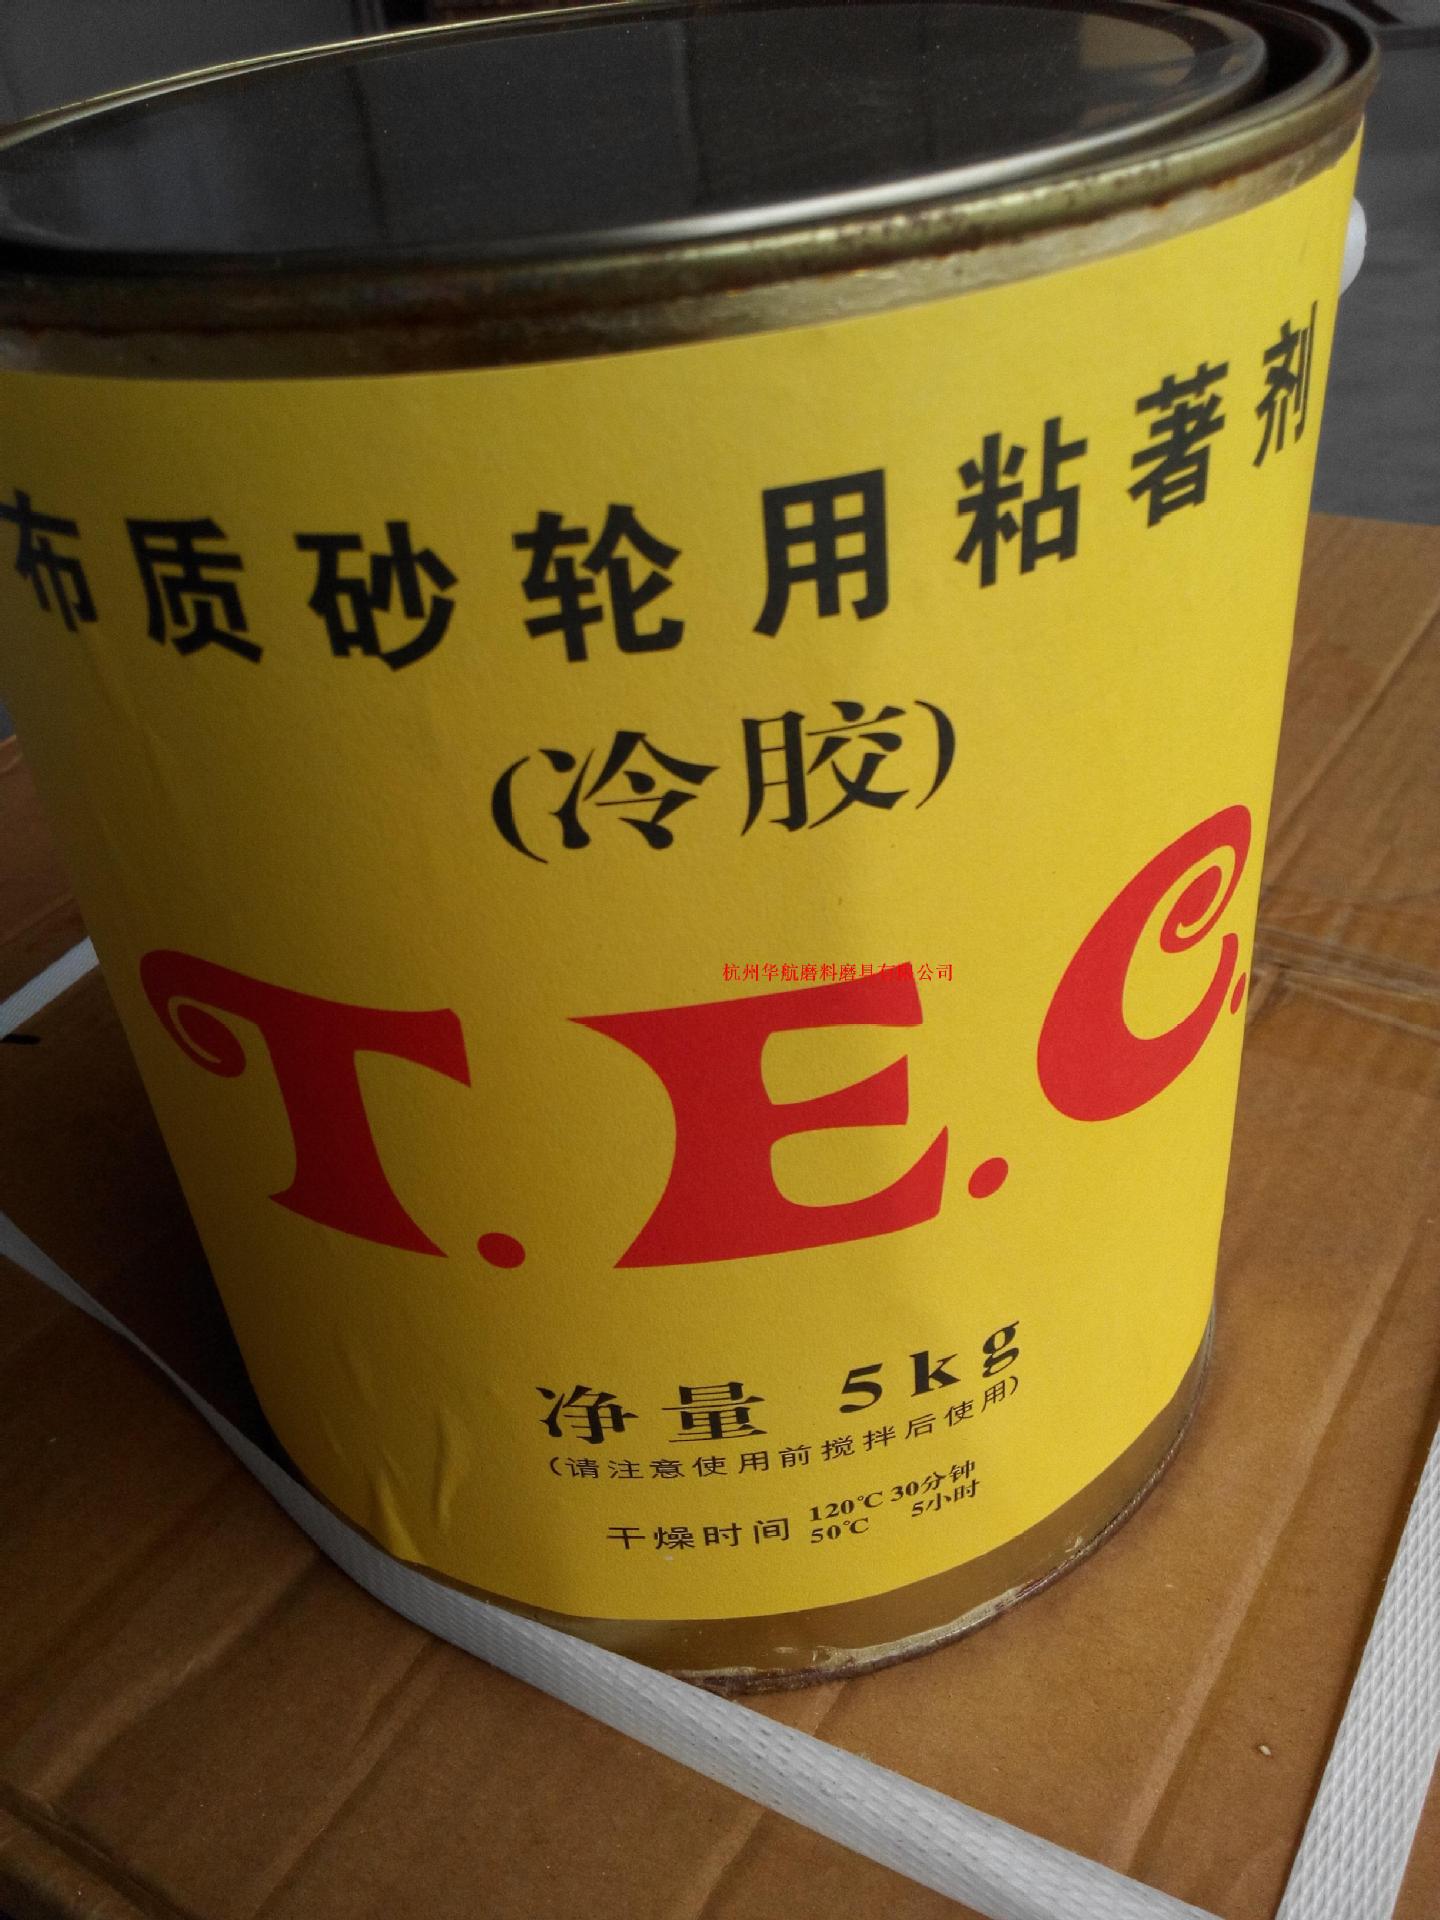 布质砂轮用粘著剂
(冷胶)
T.E.C.
杭州华航磨料磨具有限公司
净量 5kg
(请注意使用前搅拌后使用)
干燥时间 120℃ 30分钟
50℃ 5小时